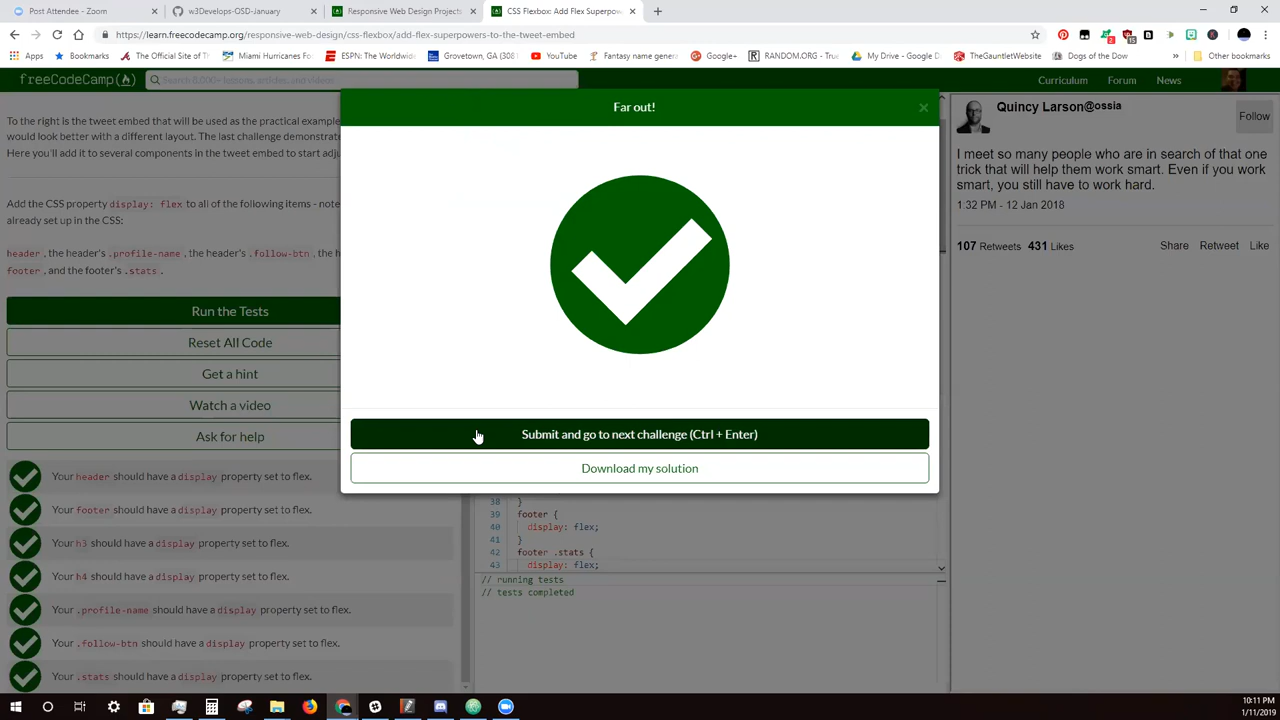 Post Attendee - Zoom
w3Develops-OSD-January
Responsive Web Design Projects
CSS Flexbox: Add Flex Superpow
https://learn.freecodecamp.org/responsive-web-design/css-flexbox/add-flex-superpowers-to-the-tweet-embed
Apps
Bookmarks
The Official Site of
Miami Hurricanes Fo
ESPN: The Worldwide
Grovetown, GA (3081
YouTube
Fantasy name gener
Google+
RANDOM.ORG - True
My Drive - Google D
TheGauntletWebsite
Dogs of the Dow
Other bookmarks
freeCodeCamp
Search 8,000+ lessons, articles, and videos
Curriculum
Forum
News
To the right is the tweet embed that will be used as the practical example
would look better with a different layout. The last challenge demonstrate
Here you'll add it to several components in the tweet embed to start adju
Add the CSS property display: flex to all of the following items - note
already set up in the CSS:
header, the header's .profile-name, the header's .follow-btn, the h
footer, and the footer's .stats.
Run the Tests
Reset All Code
Get a hint
Watch a video
Ask for help
Your header should have a display property set to flex.
Your footer should have a display property set to flex.
Your h3 should have a display property set to flex.
Your h4 should have a display property set to flex.
Your .profile-name should have a display property set to flex.
Your .follow-btn should have a display property set to flex.
Your .stats should have a display property set to flex.
Far out!
×
Submit and go to next challenge (Ctrl + Enter)
Download my solution
38 }
39 footer {
40 display: flex;
41 }
42 footer .stats {
43 display: flex;
// running tests
// tests completed
Quincy Larson@ossia
Follow
I meet so many people who are in search of that one
trick that will help them work smart. Even if you work
smart, you still have to work hard.
1:32 PM - 12 Jan 2018
107 Retweets 431 Likes
Share Retweet Like
10:11 PM
1/11/2019